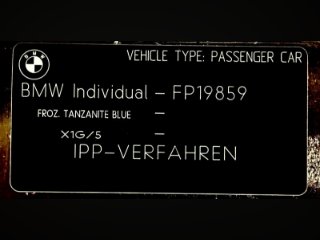 BMW
VEHICLE TYPE: PASSENGER CAR
BMW Individual – FP19859
FROZ. TANZANITE BLUE –
X1G/5 –
IPP–VERFAHREN